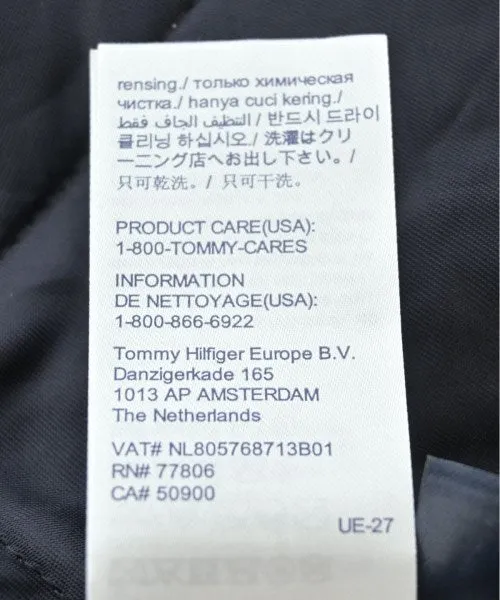 rensing./ только химическая
чистка./ hanya cuci kering./
التنظيف الجاف فقط / 반드시 드라이
클리닝 하십시오./ 洗濯はクリ
ーニング店へお出し下さい。/
只可乾洗。/ 只可干洗。
PRODUCT CARE(USA):
1-800-TOMMY-CARES
INFORMATION
DE NETTOYAGE(USA):
1-800-866-6922
Tommy Hilfiger Europe B.V.
Danzigerkade 165
1013 AP AMSTERDAM
The Netherlands
VAT# NL805768713B01
RN# 77806
CA# 50900
UE-27